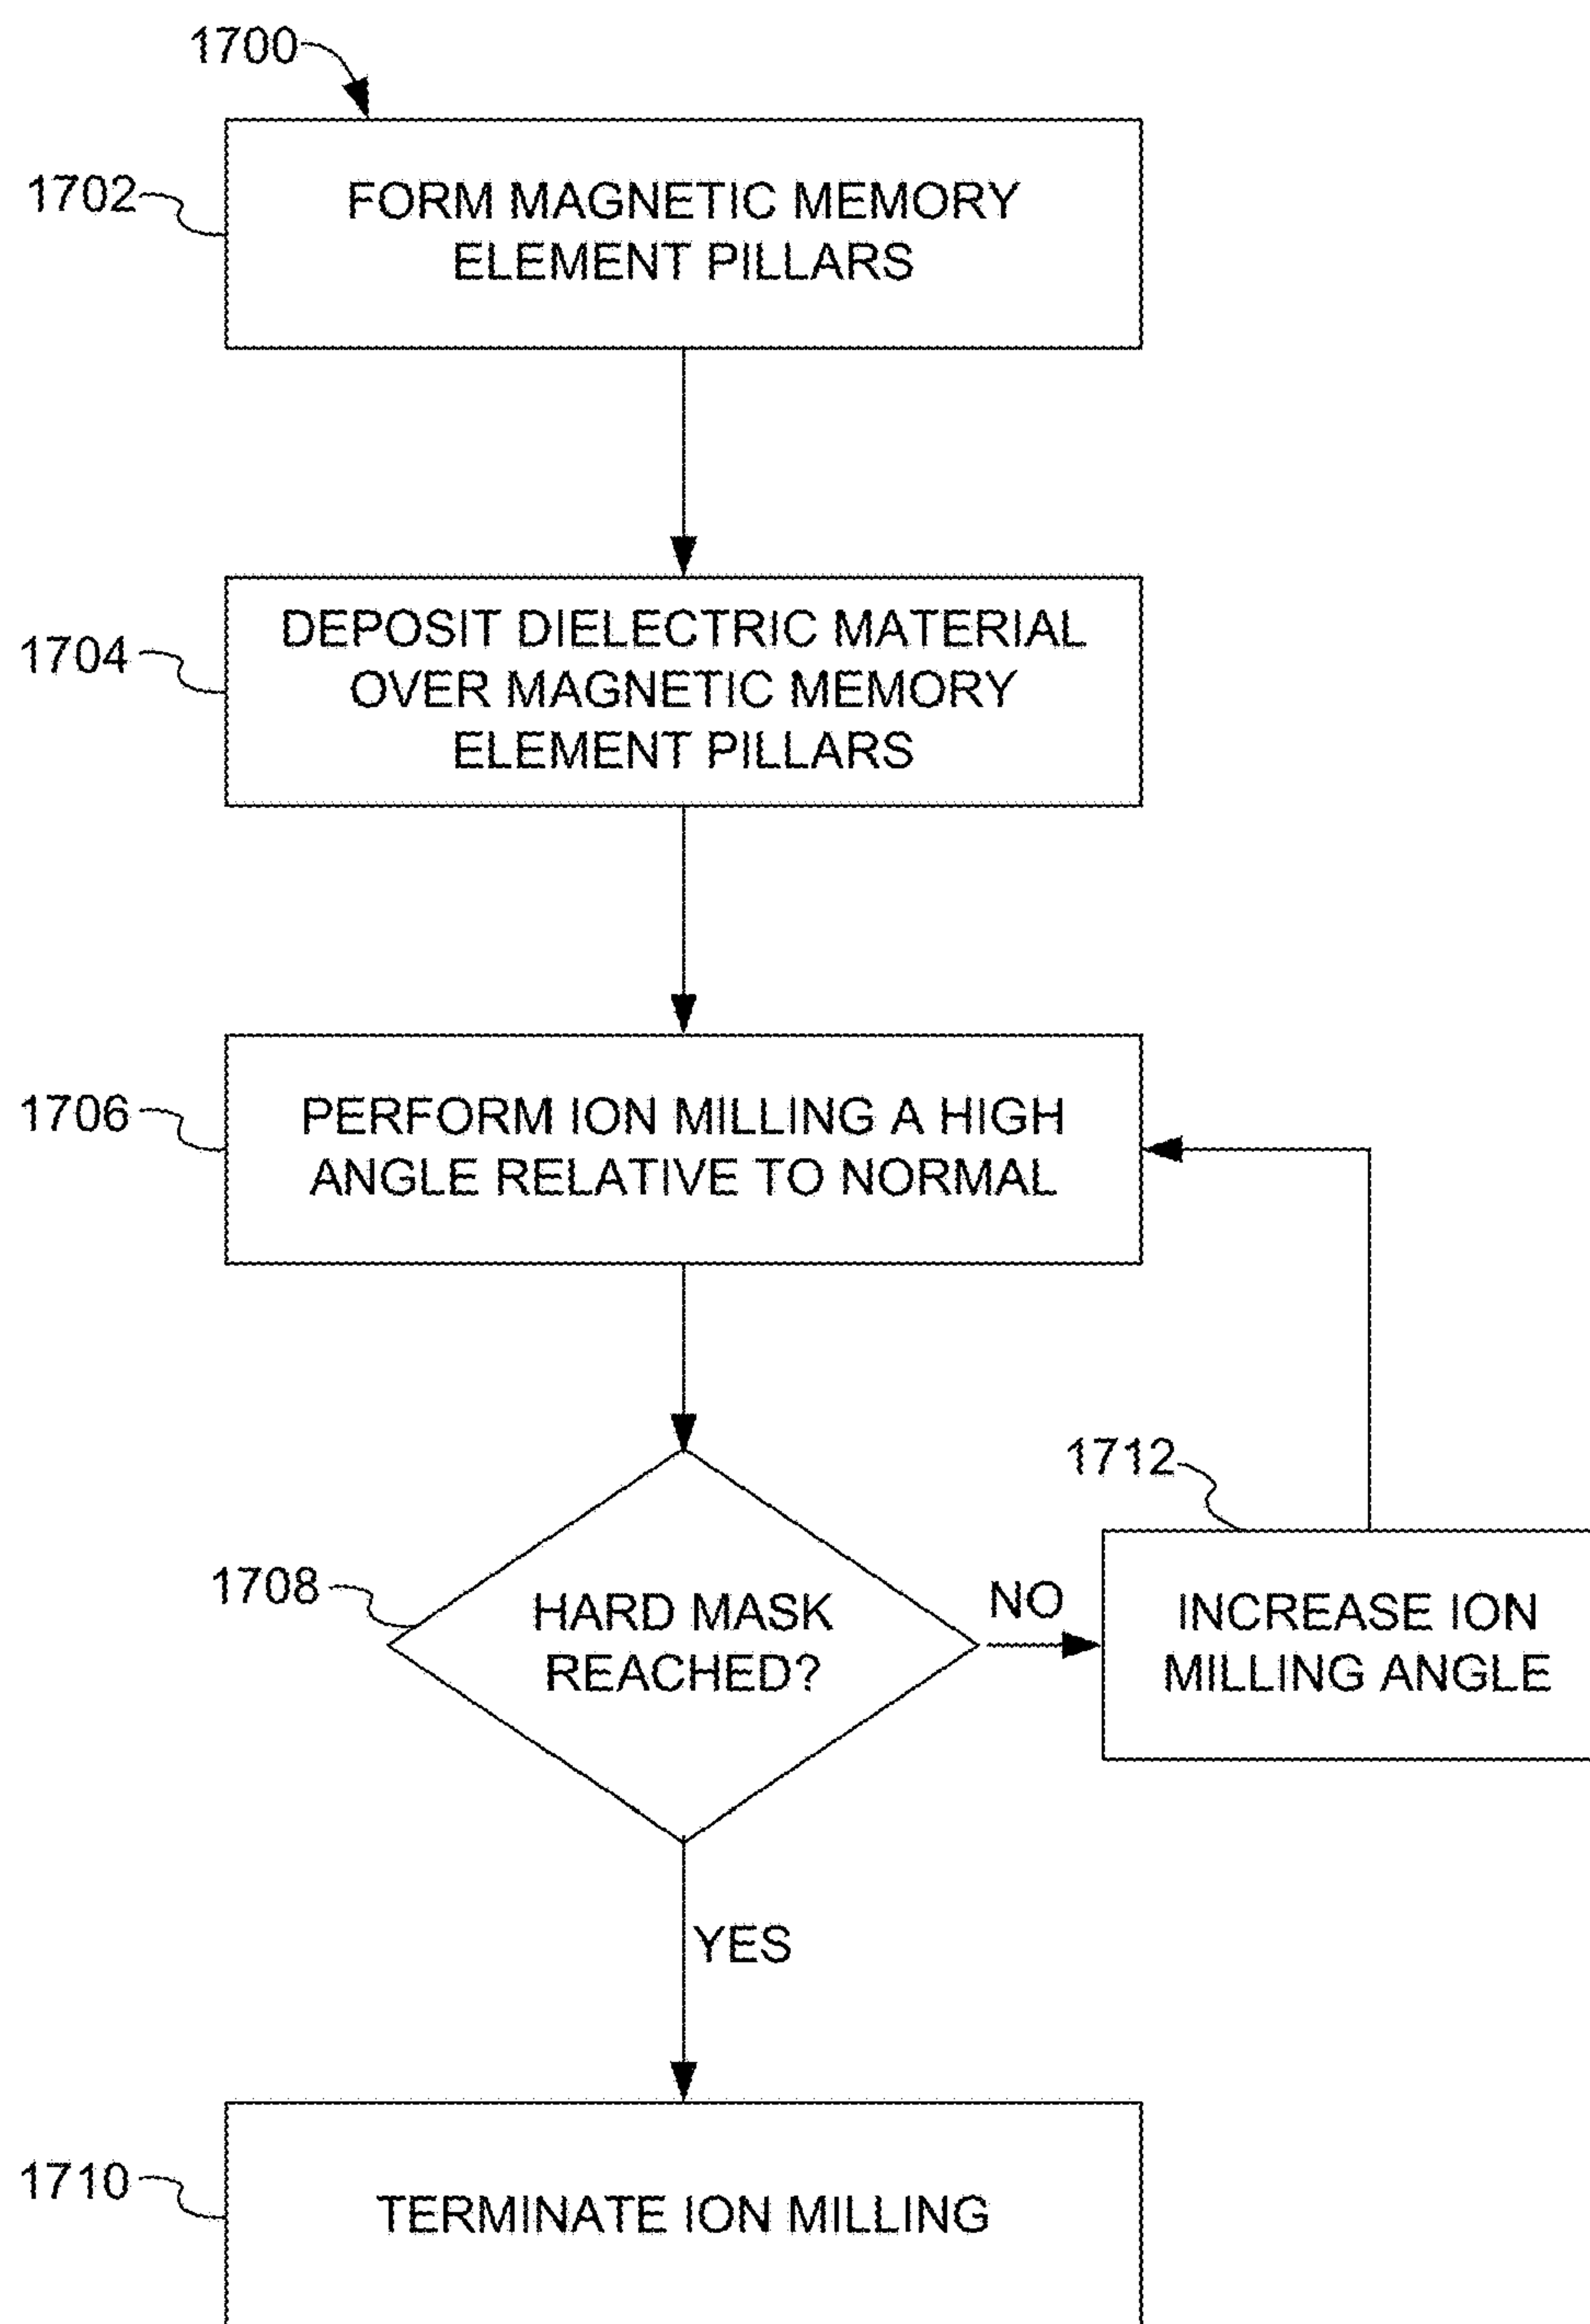 1700
1702
FORM MAGNETIC MEMORY
ELEMENT PILLARS
1704
DEPOSIT DIELECTRIC MATERIAL
OVER MAGNETIC MEMORY
ELEMENT PILLARS
1706
PERFORM ION MILLING A HIGH
ANGLE RELATIVE TO NORMAL
1708
HARD MASK
REACHED?
NO
1712
INCREASE ION
MILLING ANGLE
YES
1710
TERMINATE ION MILLING